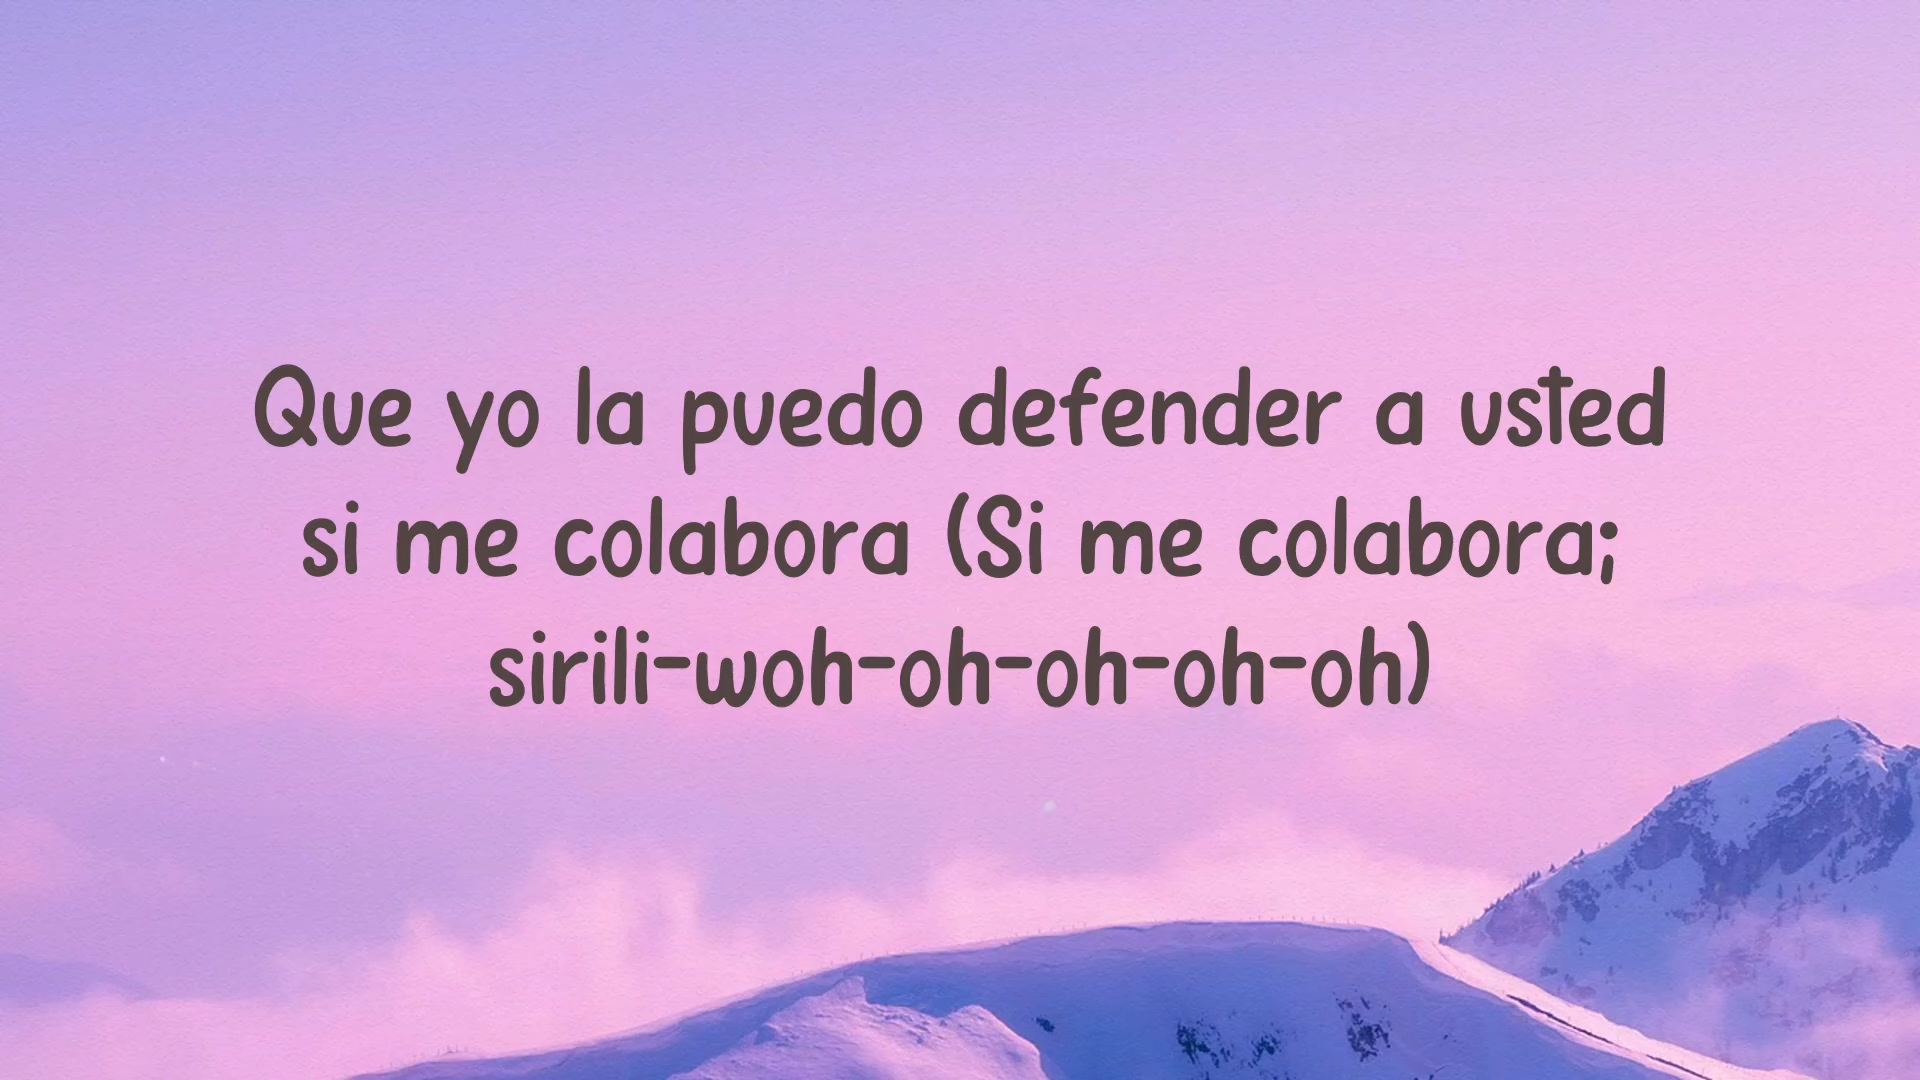 Que yo la puedo defender a usted
si me colabora (Si me colabora;
sirili-woh-oh-oh-oh-oh)